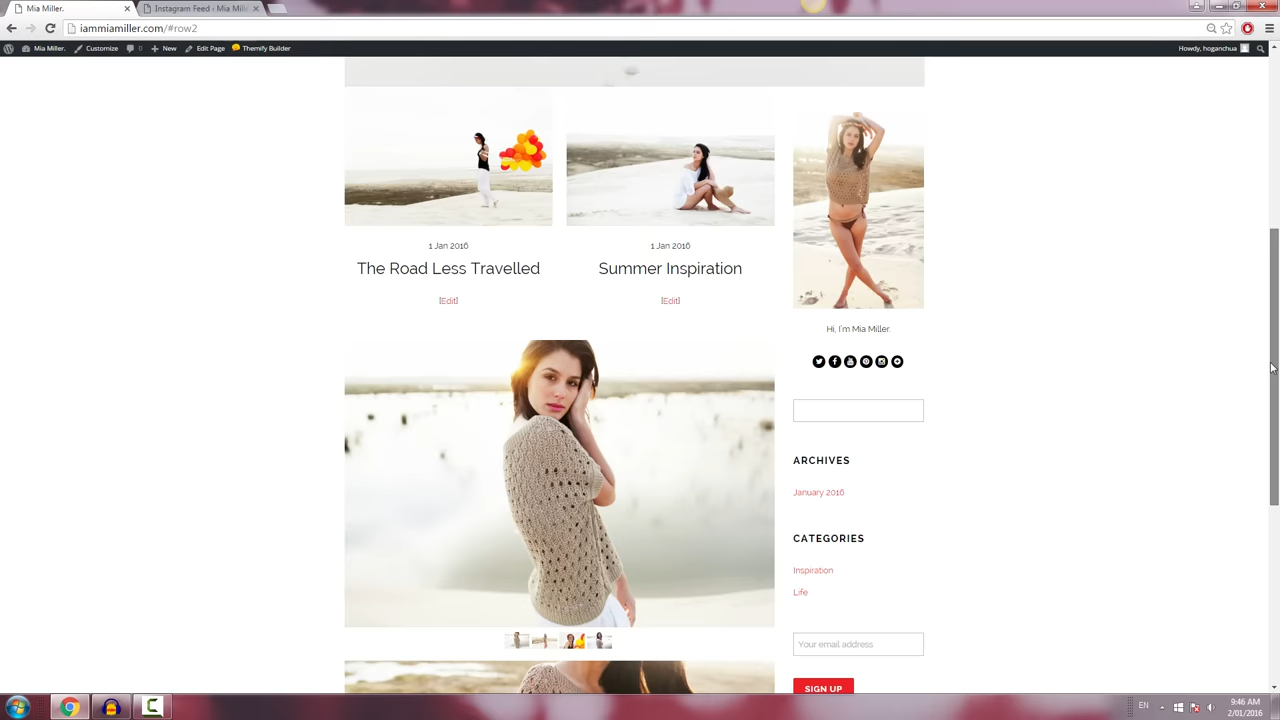 Mia Miller.
Instagram Feed ‹ Mia Mill
iammiamiller.com/#row2
Mia Miller.
Customize
0
New
Edit Page
Themify Builder
Howdy, hoganchua
1 Jan 2016
The Road Less Travelled
[Edit]
1 Jan 2016
Summer Inspiration
[Edit]
Hi, I'm Mia Miller.
ARCHIVES
January 2016
CATEGORIES
Inspiration
Life
Your email address
SIGN UP
EN
9:46 AM
2/01/2016